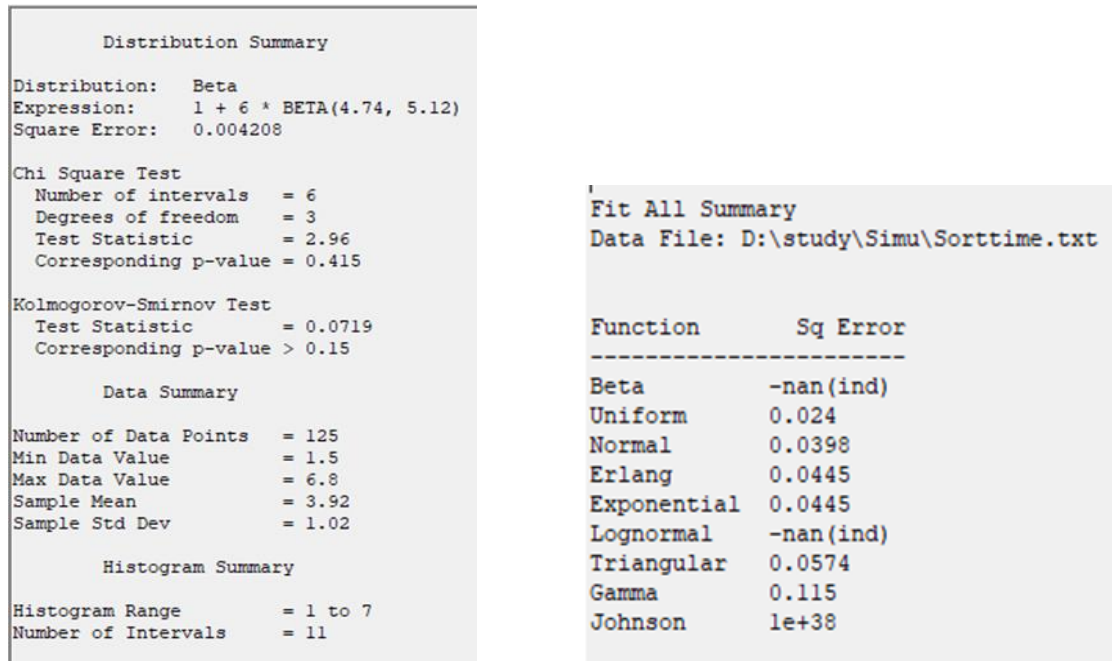 Distribution Summary
Distribution: Beta
Expression: 1 + 6 * BETA(4.74, 5.12)
Square Error: 0.004208
Chi Square Test
Number of intervals = 6
Degrees of freedom = 3
Test Statistic = 2.96
Corresponding p-value = 0.415
Kolmogorov-Smirnov Test
Test Statistic = 0.0719
Corresponding p-value > 0.15
Data Summary
Number of Data Points = 125
Min Data Value = 1.5
Max Data Value = 6.8
Sample Mean = 3.92
Sample Std Dev = 1.02
Histogram Summary
Histogram Range = 1 to 7
Number of Intervals = 11
Fit All Summary
Data File: D:\study\Simu\Sorttime.txt
Function Sq Error
-----------------------
Beta -nan(ind)
Uniform 0.024
Normal 0.0398
Erlang 0.0445
Exponential 0.0445
Lognormal -nan(ind)
Triangular 0.0574
Gamma 0.115
Johnson 1e+38